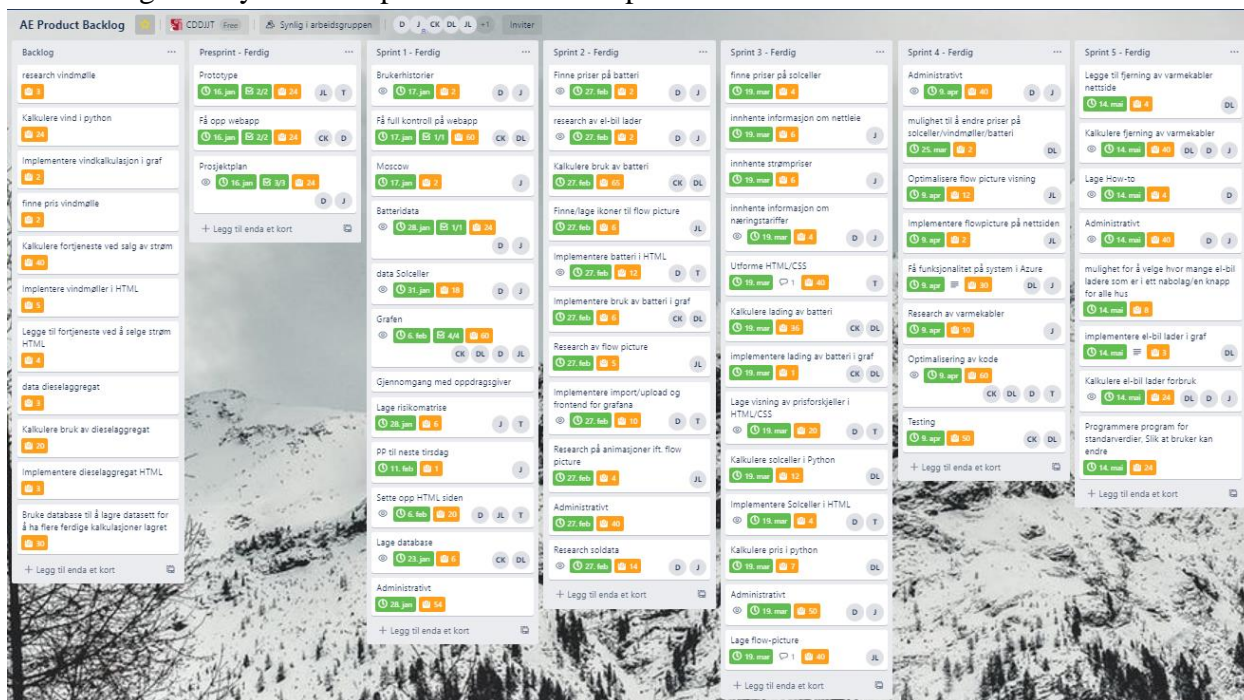 AE Product Backlog
CDDJJT Free
Synlig i arbeidsgruppen
D J CK DL JL +1
Inviter
Backlog
research vindmølle
3
Kalkulere vind i python
24
Implementere vindkalkulasjon i graf
2
finne pris vindmølle
2
Kalkulere fortjeneste ved salg av strøm
40
Implentere vindmøller i HTML
5
Legge til fortjeneste ved å selge strøm
HTML
4
data dieselaggregat
3
Kalkulere bruk av dieselaggregat
20
Implementere dieselaggregat HTML
3
Bruke database til å lagre datasett for
å ha flere ferdige kalkulasjoner lagret
30
+ Legg til enda et kort
Presprint - Ferdig
Prototype
16. jan 2/2 24 JL T
Få opp webapp
16. jan 2/2 24 CK D
Prosjektplan
16. jan 3/3 24
D J
+ Legg til enda et kort
Sprint 1 - Ferdig
Brukerhistorier
17. jan 2 D J
Få full kontroll på webapp
17. jan 1/1 60 CK DL
Moscow
17. jan 2 J
Batteridata
28. jan 1/1 24
D J
data Solceller
31. jan 18 D J
Grafen
6. feb 4/4 60
CK DL D JL
Gjennomgang med oppdragsgiver
Lage risikomatrise
28. jan 6 J T
PP til neste tirsdag
11. feb 1 J
Sette opp HTML siden
6. feb 20 D JL T
Lage database
23. jan 6 CK DL
Administrativt
28. jan 54
+ Legg til enda et kort
Sprint 2 - Ferdig
Finne priser på batteri
27. feb 2 D J
research av el-bil lader
27. feb 2 D J
Kalkulere bruk av batteri
27. feb 65 CK DL
Finne/lage ikoner til flow picture
27. feb 6 JL
Implementere batteri i HTML
27. feb 12 D T
Implementere bruk av batteri i graf
27. feb 6 CK DL
Research av flow picture
27. feb 5 JL
Implementere import/upload og
frontend for grafana
27. feb 10 D T
Research på animasjoner ift. flow
picture
27. feb 4 JL
Administrativt
27. feb 40
Research soldata
27. feb 14 D J
+ Legg til enda et kort
Sprint 3 - Ferdig
finne priser på solceller
19. mar 4
innhente informasjon om nettleie
19. mar 6 J
innhente strømpriser
19. mar 6 J
innhente informasjon om
næringstariffer
19. mar 4 D J
Utforme HTML/CSS
19. mar 1 40 T
Kalkulere lading av batteri
19. mar 36 CK DL
implementere lading av batteri i graf
19. mar 1 CK DL
Lage visning av prisforskjeller i
HTML/CSS
19. mar 20 D T
Kalkulere solceller i Python
19. mar 12 DL
Implementere Solceller i HTML
19. mar 4 D T
Kalkulere pris i python
19. mar 7 DL
Administrativt
19. mar 50 D J
Lage flow-picture
19. mar 1 40 JL
+ Legg til enda et kort
Sprint 4 - Ferdig
Administrativt
9. apr 40 D J
mulighet til å endre priser på
solceller/vindmøller/batteri
25. mar 2 DL
Optimalisere flow picture visning
9. apr 12 JL
Implementere flowpicture på nettsiden
9. apr 2 JL
Få funksjonalitet på system i Azure
9. apr 30 DL J
Research av varmekabler
9. apr 10 J
Optimalisering av kode
9. apr 60
CK DL D T
Testing
9. apr 50 CK DL
+ Legg til enda et kort
Sprint 5 - Ferdig
Legge til fjerning av varmekabler
nettside
14. mai 4 DL
Kalkulere fjerning av varmekabler
14. mai 40 DL D J
Lage How-to
14. mai 4 D
Administrativt
14. mai 40 D J
mulighet for å velge hvor mange el-bil
ladere som er i ett nabolag/en knapp
for alle hus
14. mai 8
implementere el-bil lader i graf
14. mai 3 DL
Kalkulere el-bil lader forbruk
14. mai 24 DL D J
Programmere program for
standarverdier, Slik at bruker kan
endre
14. mai 24
+ Legg til enda et kort